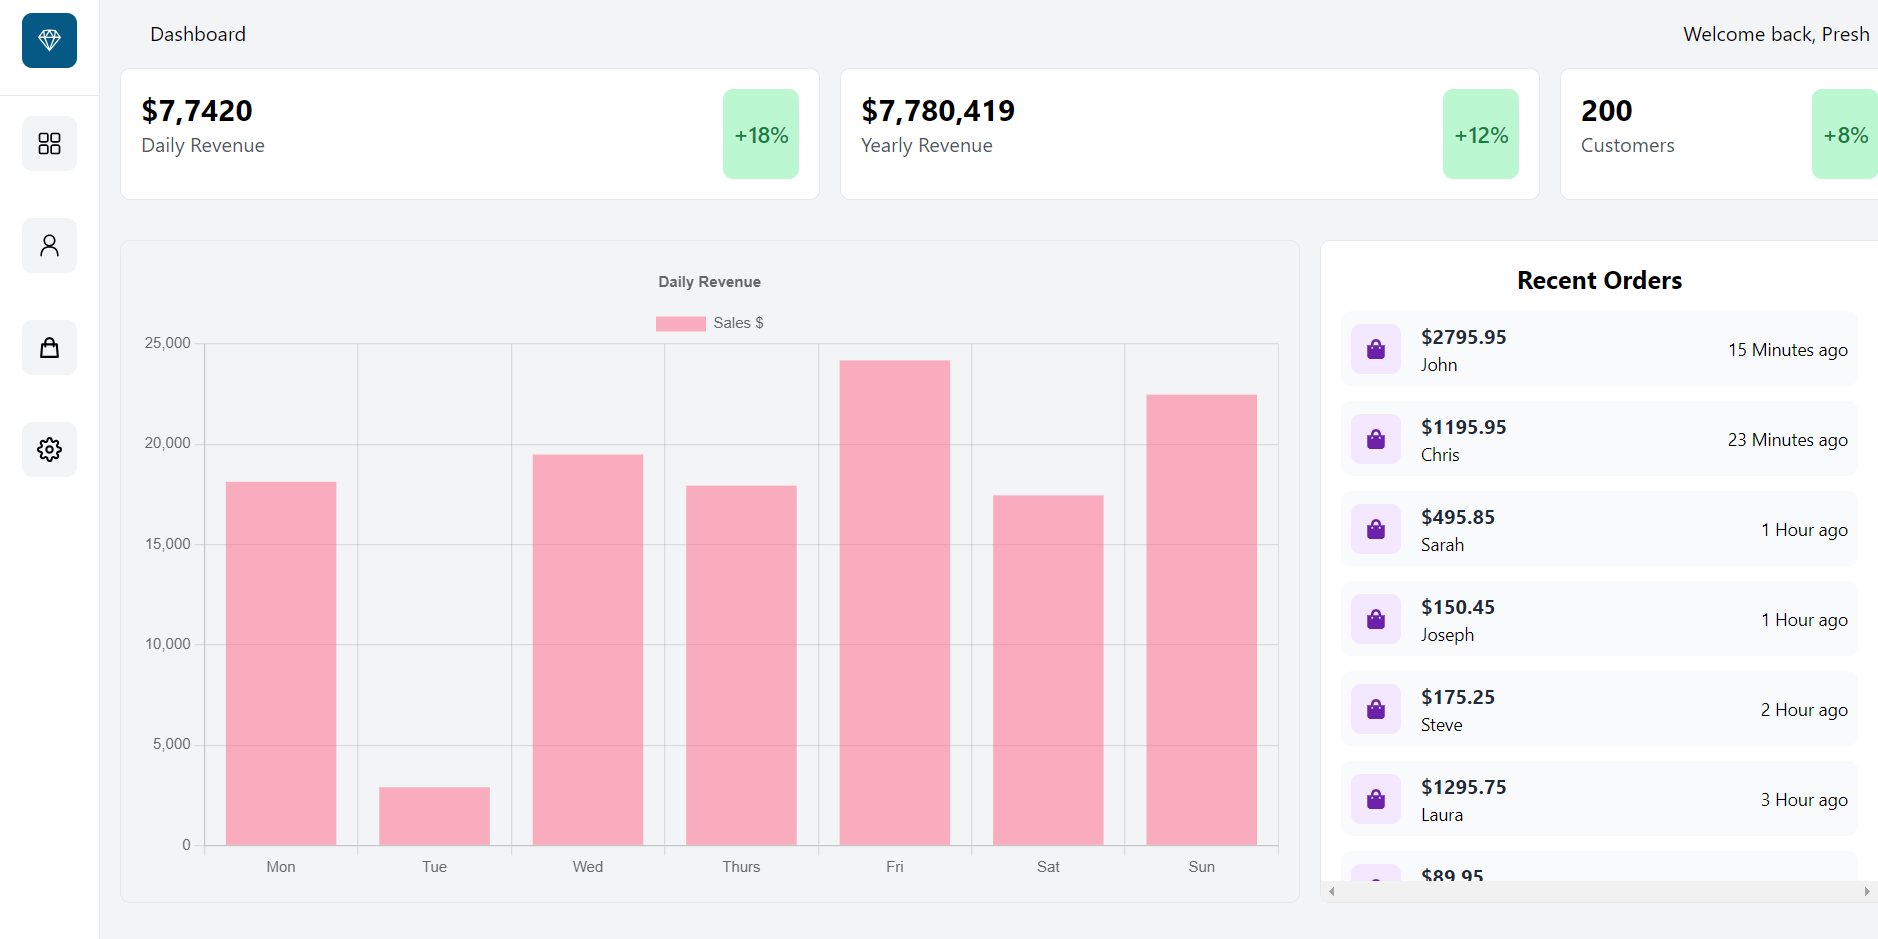 Dashboard
Welcome back, Presh
$7,7420
Daily Revenue
+18%
$7,780,419
Yearly Revenue
+12%
200
Customers
+8%
Daily Revenue
Sales $
25,000
20,000
15,000
10,000
5,000
0
Mon Tue Wed Thurs Fri Sat Sun
Recent Orders
$2795.95
John
15 Minutes ago
$1195.95
Chris
23 Minutes ago
$495.85
Sarah
1 Hour ago
$150.45
Joseph
1 Hour ago
$175.25
Steve
2 Hour ago
$1295.75
Laura
3 Hour ago
$89.95